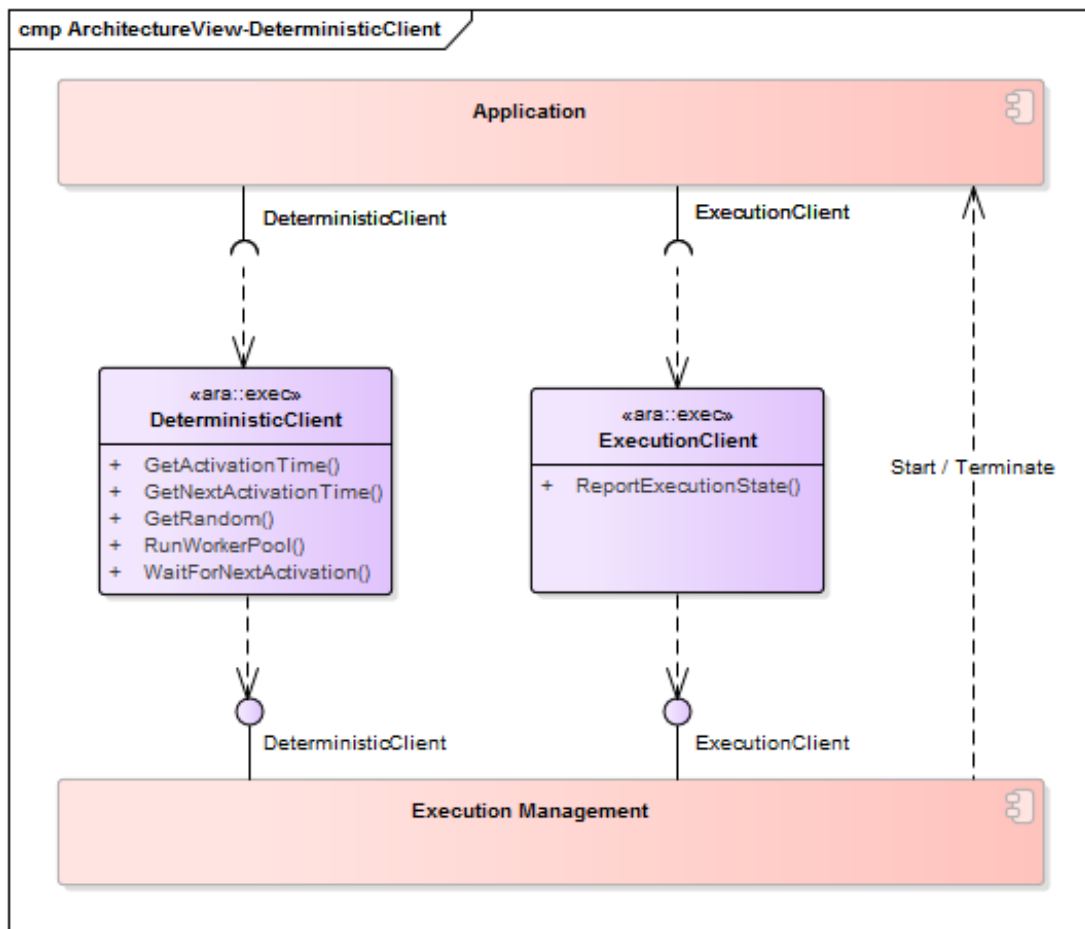 cmp ArchitectureView-DeterministicClient
Application
DeterministicClient
ExecutionClient
«ara::exec»
DeterministicClient
+ GetActivationTime()
+ GetNextActivationTime()
+ GetRandom()
+ RunWorkerPool()
+ WaitForNextActivation()
«ara::exec»
ExecutionClient
+ ReportExecutionState()
Start / Terminate
DeterministicClient
ExecutionClient
Execution Management